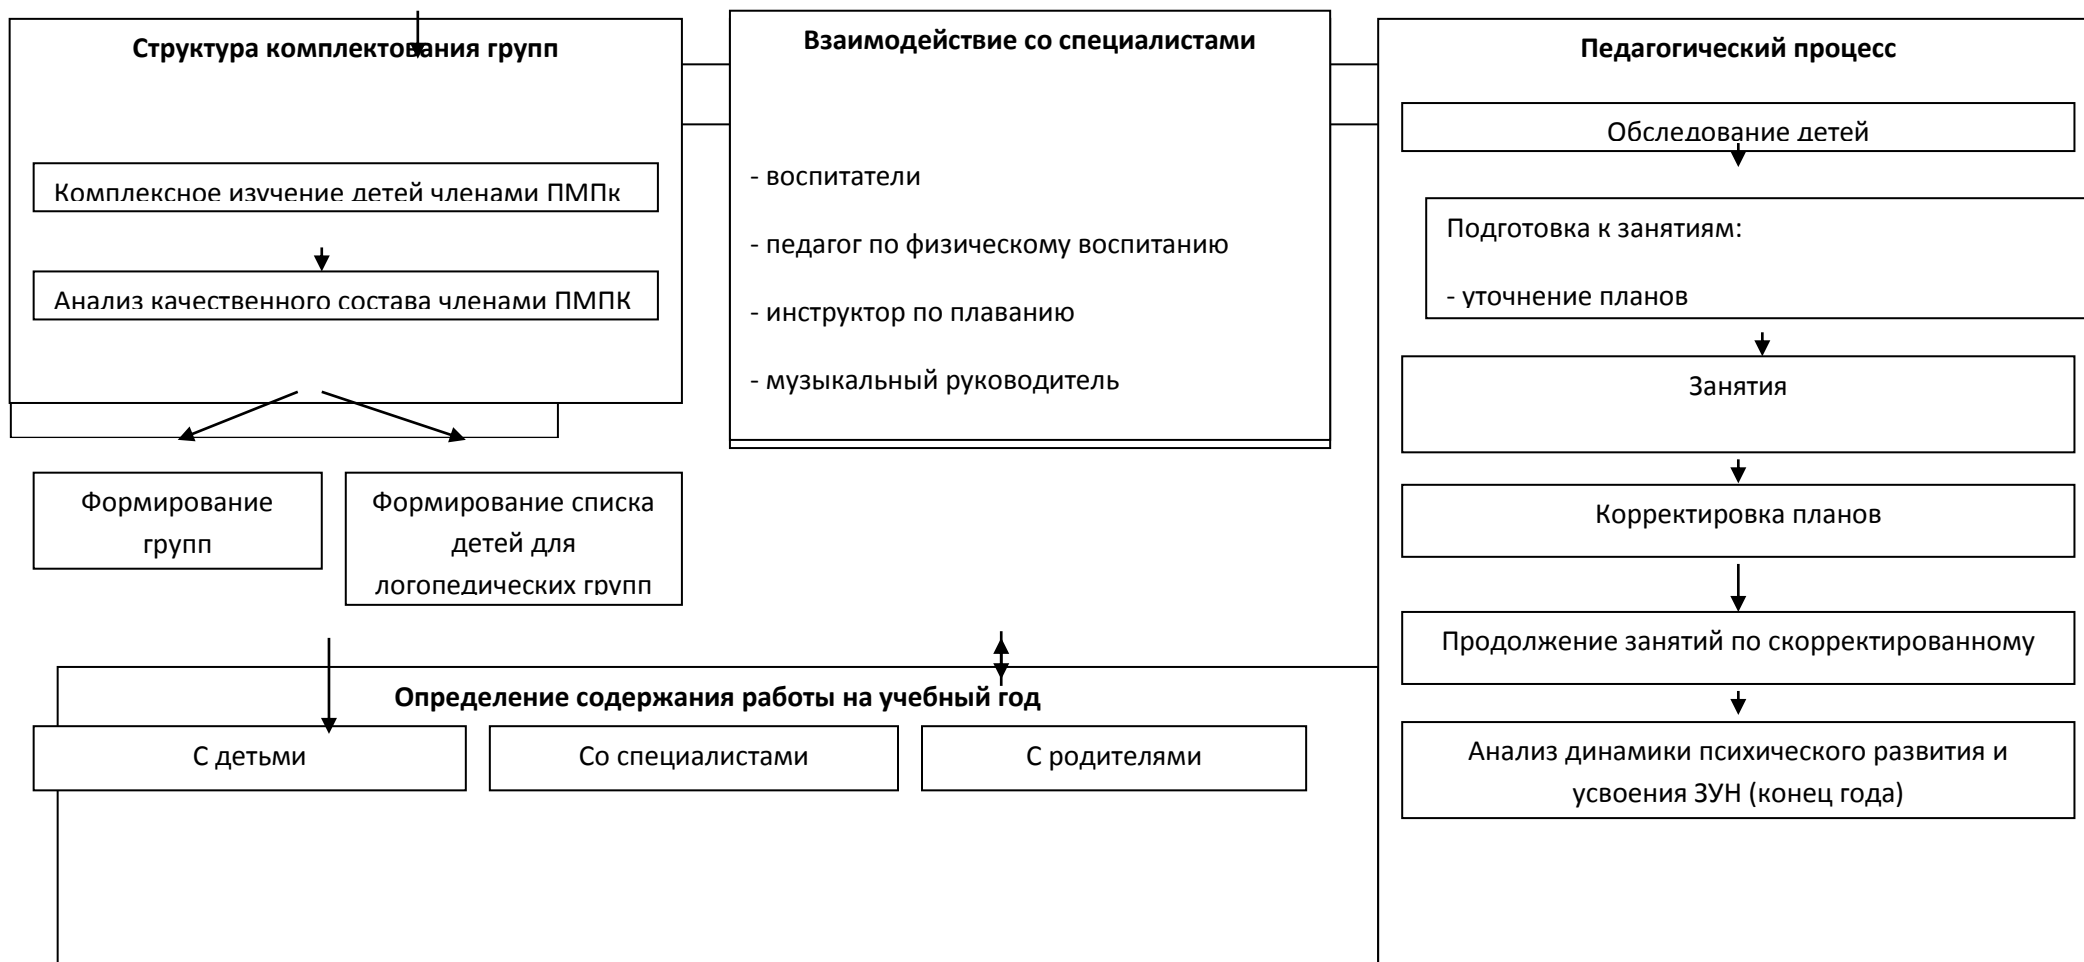 Структура комплектования групп
Комплексное изучение детей членами ПМПк
Анализ качественного состава членами ПМПК
Формирование
групп
Формирование списка
детей для
логопедических групп
Взаимодействие со специалистами
- воспитатели
- педагог по физическому воспитанию
- инструктор по плаванию
- музыкальный руководитель
Определение содержания работы на учебный год
С детьми
Со специалистами
С родителями
Педагогический процесс
Обследование детей
Подготовка к занятиям:
- уточнение планов
Занятия
Корректировка планов
Продолжение занятий по скорректированному
Анализ динамики психического развития и
усвоения ЗУН (конец года)